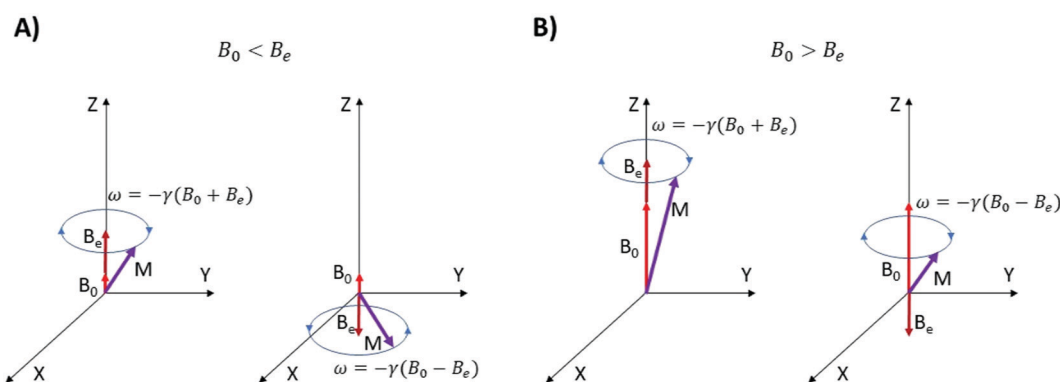 A)
B₀ < Bₑ
Z
ω = −γ(B₀ + Bₑ)
Bₑ
M
B₀
Y
X
Z
B₀
Y
Bₑ
M
ω = −γ(B₀ − Bₑ)
X
B)
B₀ > Bₑ
Z
ω = −γ(B₀ + Bₑ)
Bₑ
M
B₀
Y
X
Z
ω = −γ(B₀ − Bₑ)
B₀
M
Y
Bₑ
X